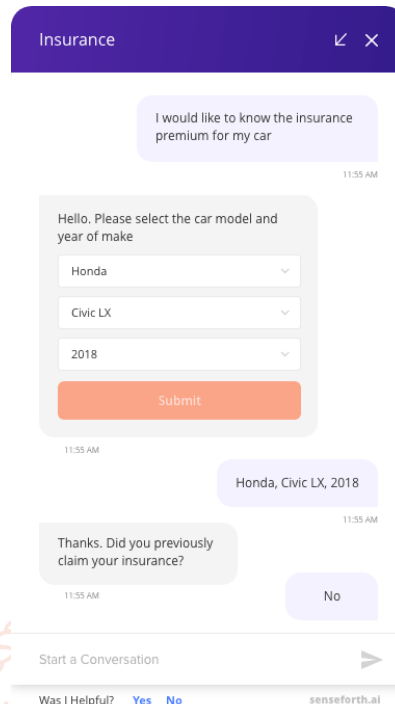 Insurance
I would like to know the insurance
premium for my car
11:55 AM
Hello. Please select the car model and
year of make
Honda
Civic LX
2018
Submit
11:55 AM
Honda, Civic LX, 2018
11:55 AM
Thanks. Did you previously
claim your insurance?
11:55 AM
No
Start a Conversation
Was I Helpful? Yes No
senseforth.ai